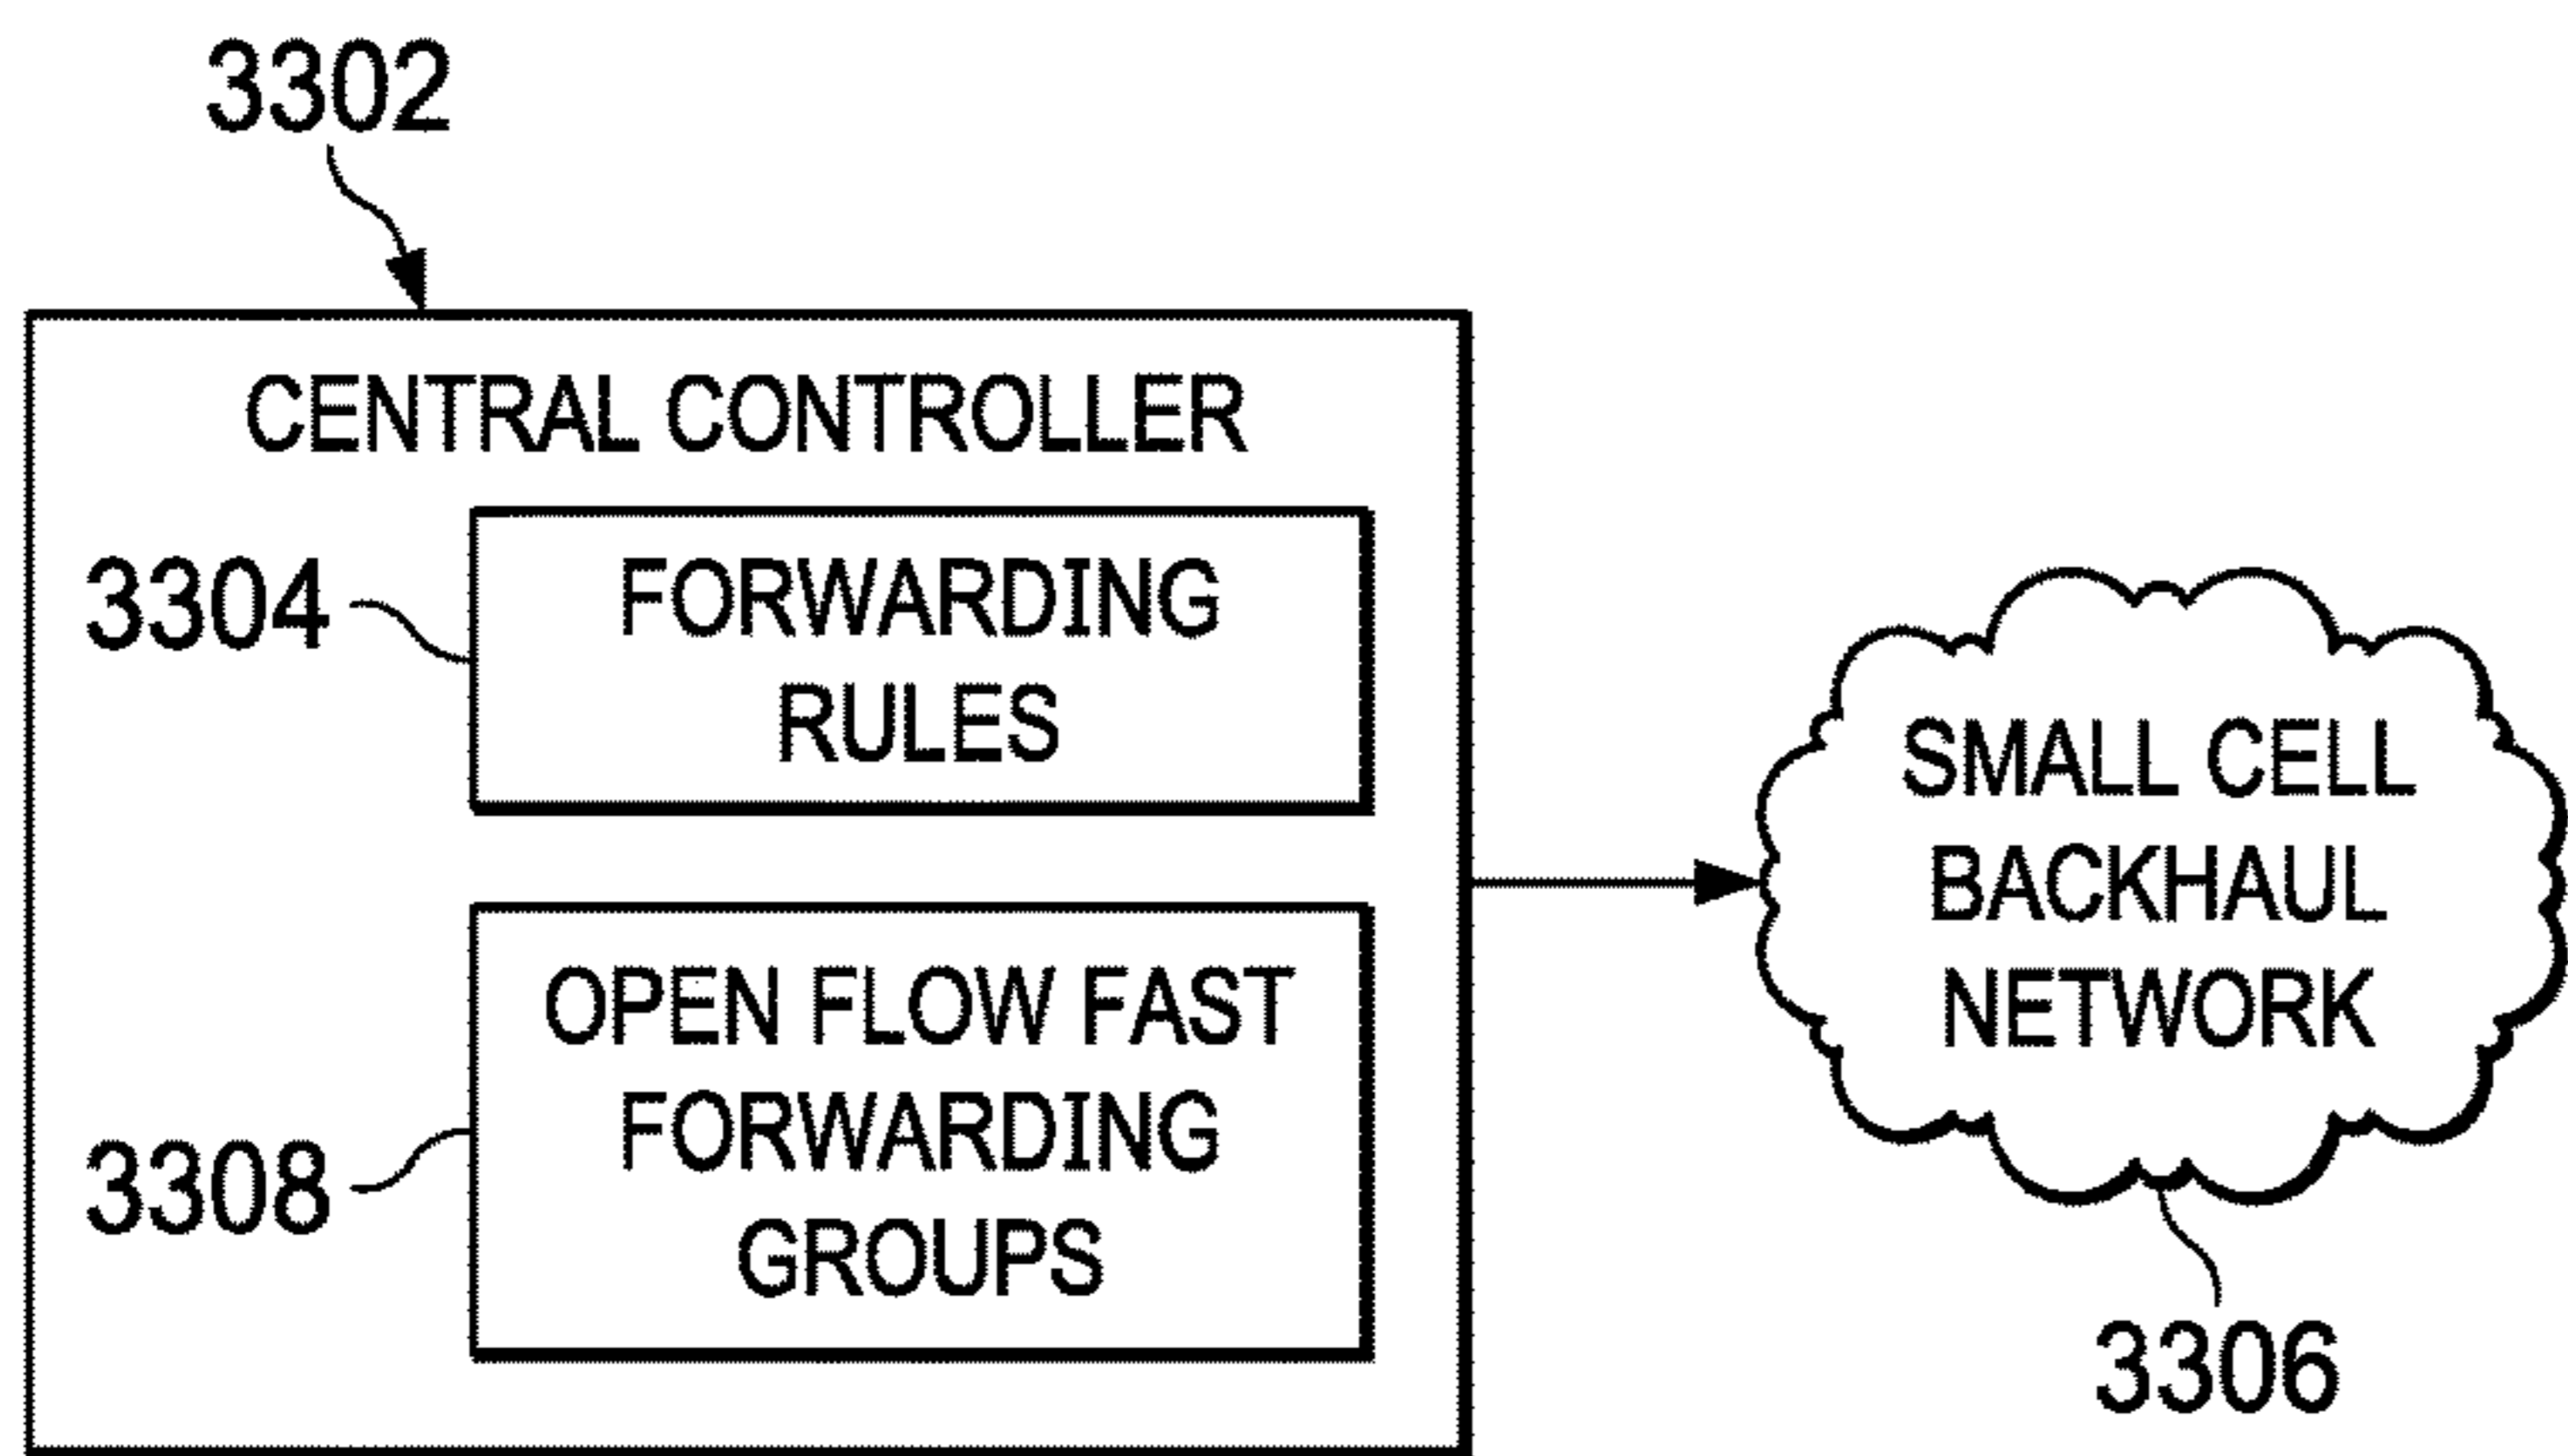 3302
CENTRAL CONTROLLER
3304
FORWARDING
RULES
3308
OPEN FLOW FAST
FORWARDING
GROUPS
SMALL CELL
BACKHAUL
NETWORK
3306